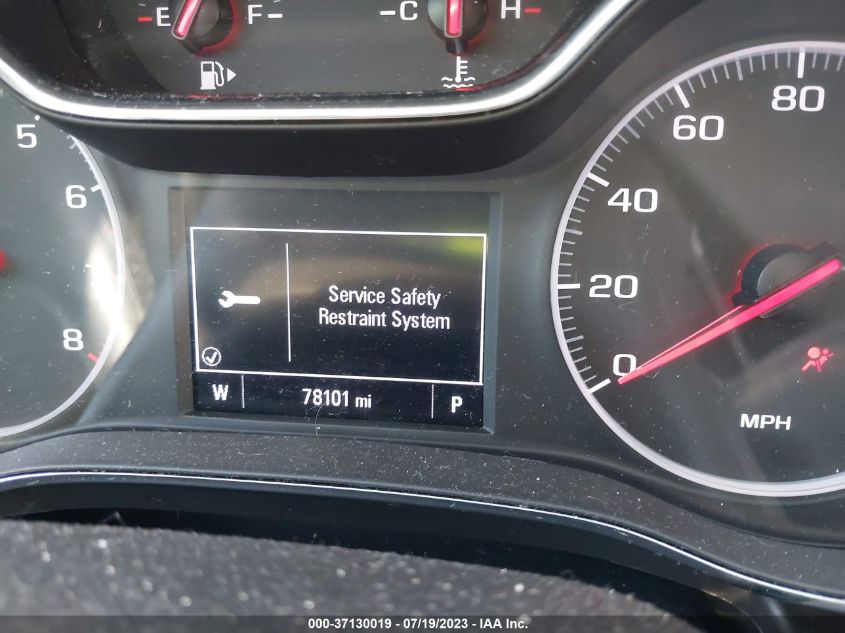 E F
C H
5
6
8
Service Safety
Restraint System
W 78101 mi P
80
60
40
20
0
MPH
000-37130019 - 07/19/2023 - IAA Inc.